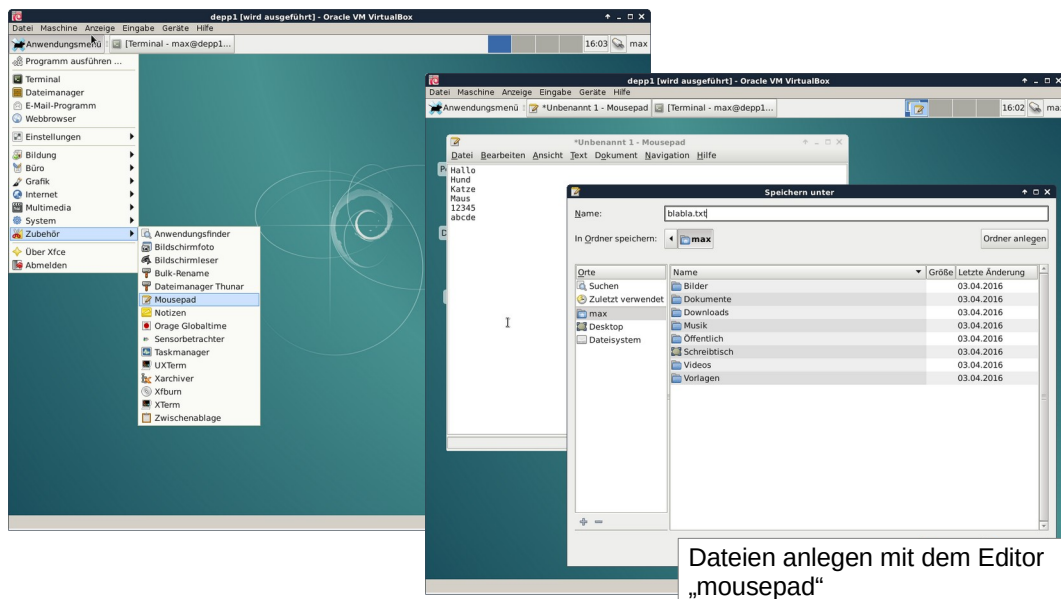 depp1 [wird ausgeführt] - Oracle VM VirtualBox
Datei Maschine Anzeige Eingabe Geräte Hilfe
Anwendungsmenü [Terminal - max@depp1... 16:03 max
Programm ausführen ...
Terminal
Dateimanager
E-Mail-Programm
Webbrowser
Einstellungen
Bildung
Büro
Grafik
Internet
Multimedia
System
Zubehör
Über Xfce
Abmelden
Anwendungsfinder
Bildschirmfoto
Bildschirmleser
Bulk-Rename
Dateimanager Thunar
Mousepad
Notizen
Orage Globaltime
Sensorbetrachter
Taskmanager
UXTerm
Xarchiver
Xfburn
XTerm
Zwischenablage
depp1 [wird ausgeführt] - Oracle VM VirtualBox
Datei Maschine Anzeige Eingabe Geräte Hilfe
Anwendungsmenü *Unbenannt 1 - Mousepad [Terminal - max@depp1... 16:02 ma
*Unbenannt 1 - Mousepad
Datei Bearbeiten Ansicht Text Dokument Navigation Hilfe
Hallo
Hund
Katze
Maus
12345
abcde
Speichern unter
Name: blabla.txt
In Ordner speichern: max Ordner anlegen
Orte
Suchen
Zuletzt verwendet
max
Desktop
Dateisystem
Name Größe Letzte Änderung
Bilder 03.04.2016
Dokumente 03.04.2016
Downloads 03.04.2016
Musik 03.04.2016
Öffentlich 03.04.2016
Schreibtisch 03.04.2016
Videos 03.04.2016
Vorlagen 03.04.2016
Dateien anlegen mit dem Editor
„mousepad“